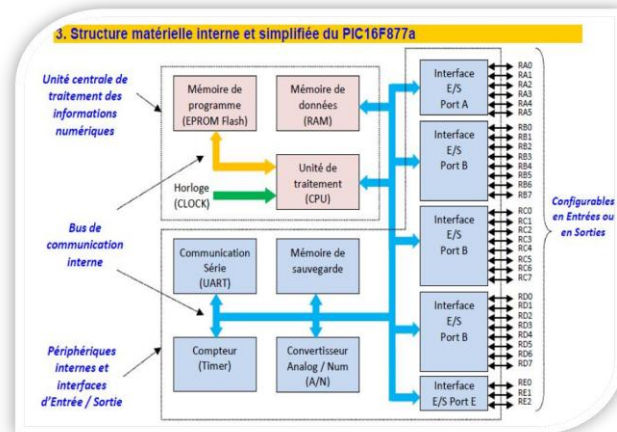 3. Structure matérielle interne et simplifiée du PIC16F877a
Unité centrale de
traitement des
informations
numériques
Mémoire de
programme
(EPROM Flash)
Mémoire de
données
(RAM)
Horloge
(CLOCK)
Unité de
traitement
(CPU)
Bus de
communication
interne
Communication
Série
(UART)
Mémoire de
sauvegarde
Compteur
(Timer)
Convertisseur
Analog / Num
(A/N)
Périphériques
internes et
interfaces
d'Entrée / Sortie
Interface
E/S
Port A
RA0
RA1
RA2
RA3
RA4
RA5
Interface
E/S
Port B
RB0
RB1
RB2
RB3
RB4
RB5
RB6
RB7
Interface
E/S
Port B
RC0
RC1
RC2
RC3
RC4
RC5
RC6
RC7
Interface
E/S
Port B
RD0
RD1
RD2
RD3
RD4
RD5
RD6
RD7
Interface
E/S Port E
RE0
RE1
RE2
Configurables
en Entrées ou
en Sorties